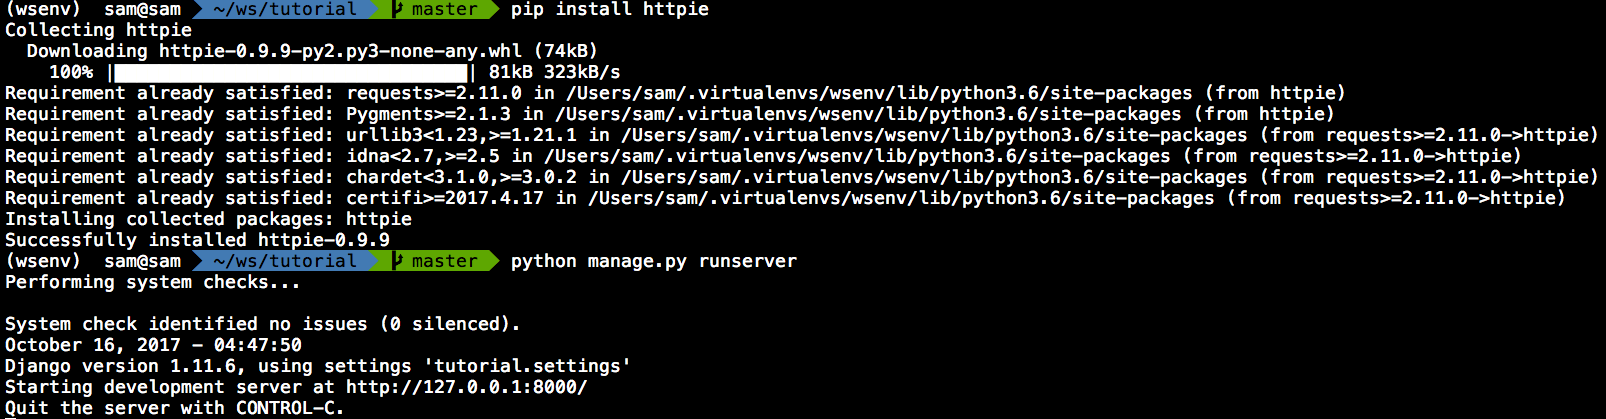 (wsenv) sam@sam ~/ws/tutorial master pip install httpie
Collecting httpie
Downloading httpie-0.9.9-py2.py3-none-any.whl (74kB)
100% |████████████████████████████████| 81kB 323kB/s
Requirement already satisfied: requests>=2.11.0 in /Users/sam/.virtualenvs/wsenv/lib/python3.6/site-packages (from httpie)
Requirement already satisfied: Pygments>=2.1.3 in /Users/sam/.virtualenvs/wsenv/lib/python3.6/site-packages (from httpie)
Requirement already satisfied: urllib3<1.23,>=1.21.1 in /Users/sam/.virtualenvs/wsenv/lib/python3.6/site-packages (from requests>=2.11.0->httpie)
Requirement already satisfied: idna<2.7,>=2.5 in /Users/sam/.virtualenvs/wsenv/lib/python3.6/site-packages (from requests>=2.11.0->httpie)
Requirement already satisfied: chardet<3.1.0,>=3.0.2 in /Users/sam/.virtualenvs/wsenv/lib/python3.6/site-packages (from requests>=2.11.0->httpie)
Requirement already satisfied: certifi>=2017.4.17 in /Users/sam/.virtualenvs/wsenv/lib/python3.6/site-packages (from requests>=2.11.0->httpie)
Installing collected packages: httpie
Successfully installed httpie-0.9.9
(wsenv) sam@sam ~/ws/tutorial master python manage.py runserver
Performing system checks...
System check identified no issues (0 silenced).
October 16, 2017 - 04:47:50
Django version 1.11.6, using settings 'tutorial.settings'
Starting development server at http://127.0.0.1:8000/
Quit the server with CONTROL-C.